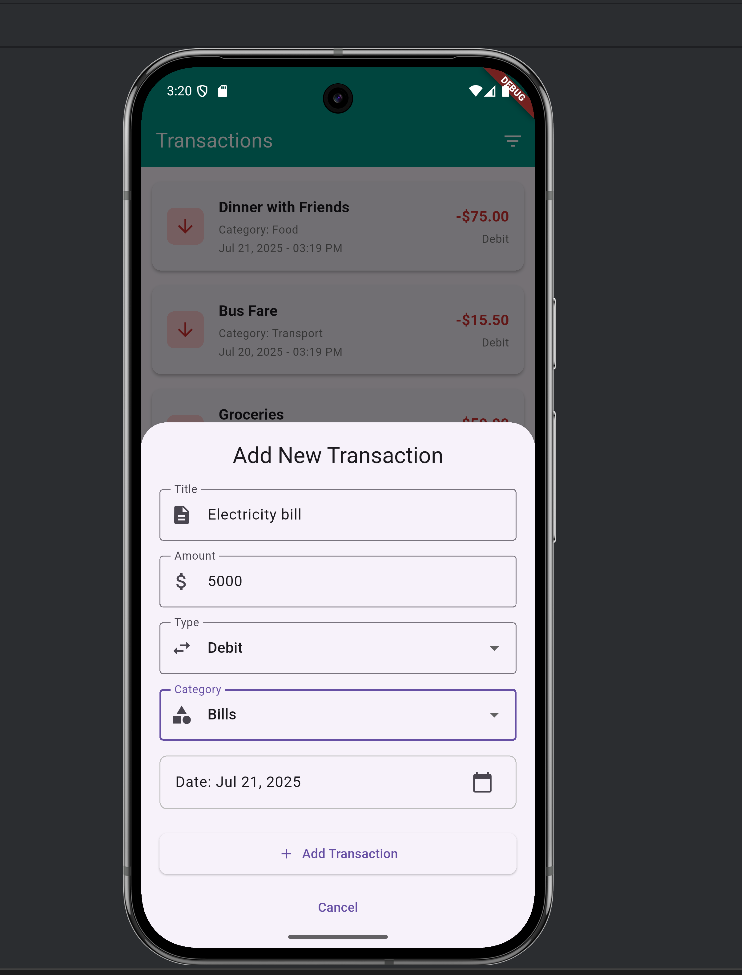 3:20
DEBUG
Transactions
Dinner with Friends
-$75.00
Category: Food
Debit
Jul 21, 2025 - 03:19 PM
Bus Fare
-$15.50
Category: Transport
Debit
Jul 20, 2025 - 03:19 PM
Groceries
Add New Transaction
Title
Electricity bill
Amount
$ 5000
Type
Debit
Category
Bills
Date: Jul 21, 2025
+ Add Transaction
Cancel